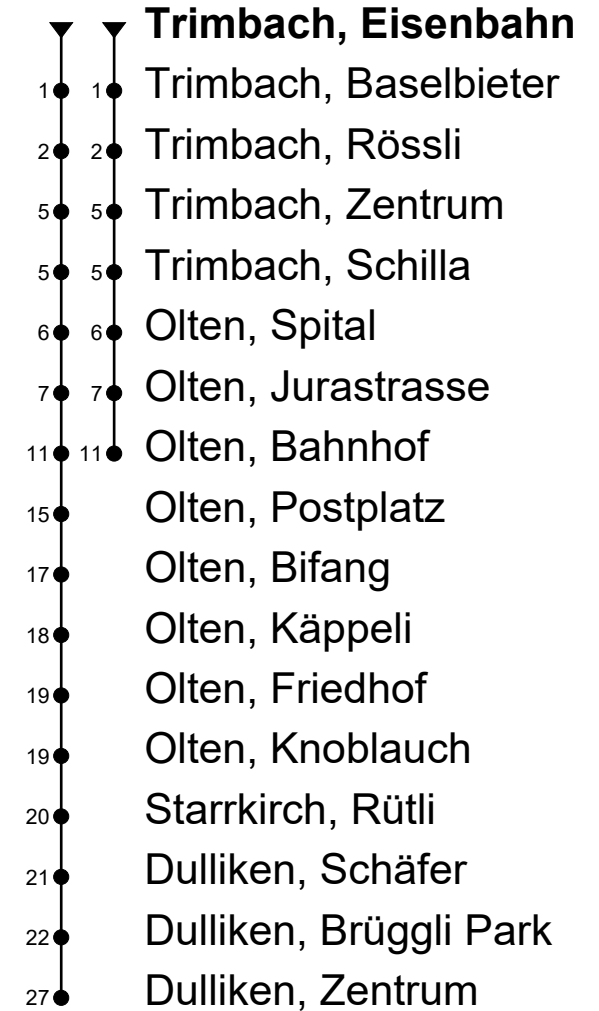 Trimbach, Eisenbahn
1 1 Trimbach, Baselbieter
2 2 Trimbach, Rössli
5 5 Trimbach, Zentrum
5 5 Trimbach, Schilla
6 6 Olten, Spital
7 7 Olten, Jurastrasse
11 11 Olten, Bahnhof
15 Olten, Postplatz
17 Olten, Bifang
18 Olten, Käppeli
19 Olten, Friedhof
19 Olten, Knoblauch
20 Starrkirch, Rütli
21 Dulliken, Schäfer
22 Dulliken, Brüggli Park
27 Dulliken, Zentrum